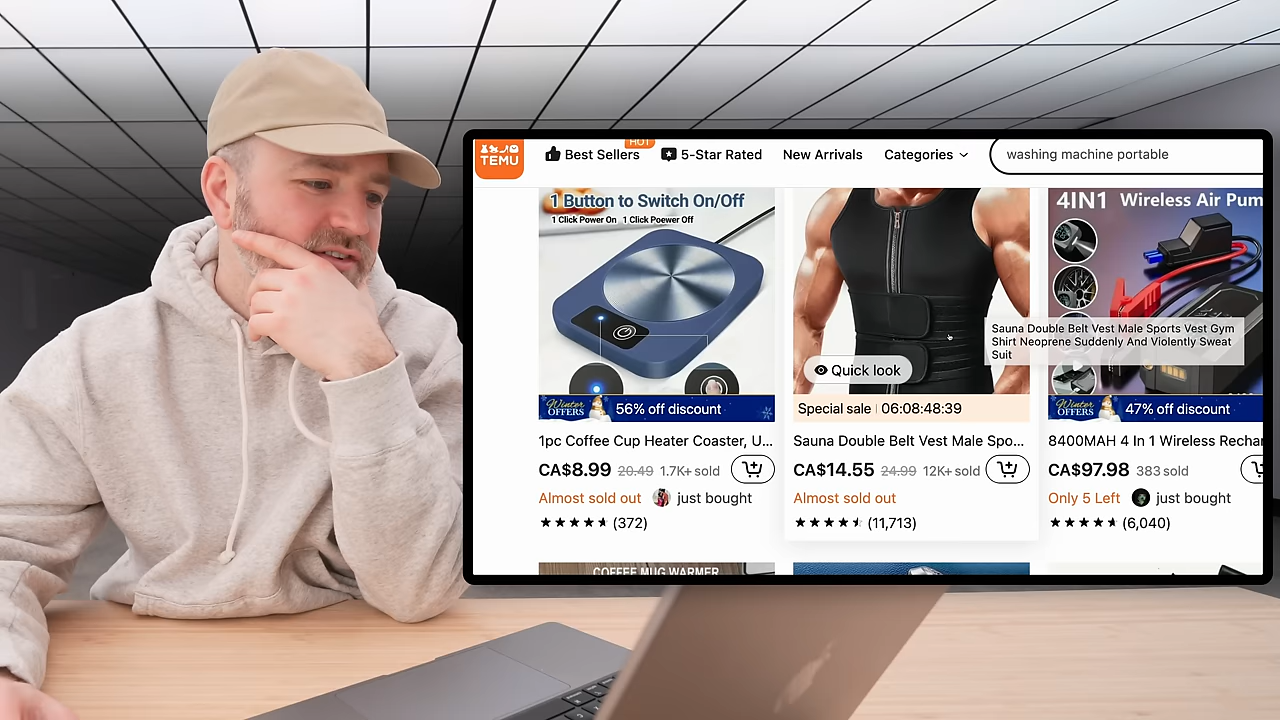 TEMU
HOT
Best Sellers
5-Star Rated
New Arrivals
Categories
washing machine portable
1 Button to Switch On/Off
1 Click Power On 1 Click Poewer Off
Winter OFFERS
56% off discount
1pc Coffee Cup Heater Coaster, U...
CA$8.99 20.49 1.7K+ sold
Almost sold out
just bought
(372)
Quick look
Special sale | 06:08:48:39
Sauna Double Belt Vest Male Spo...
CA$14.55 24.99 12K+ sold
Almost sold out
(11,713)
Sauna Double Belt Vest Male Sports Vest Gym
Shirt Neoprene Suddenly And Violently Sweat
Suit
4IN1 Wireless Air Pum
Winter OFFERS
47% off discount
8400MAH 4 In 1 Wireless Rechar
CA$97.98 383 sold
Only 5 Left
just bought
(6,040)
COFFEE MUG WARMER